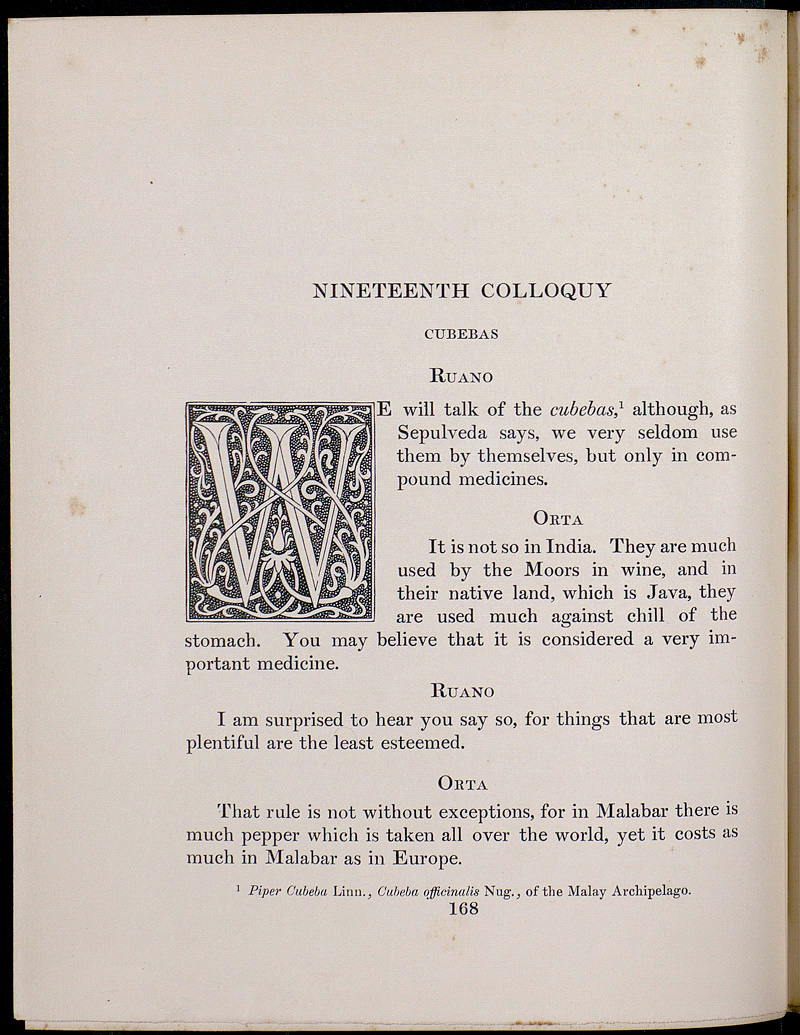 NINETEENTH COLLOQUY
CUBEBAS
RUANO
WE will talk of the cubebas,¹ although, as
Sepulveda says, we very seldom use
them by themselves, but only in com-
pound medicines.
ORTA
It is not so in India. They are much
used by the Moors in wine, and in
their native land, which is Java, they
are used much against chill of the
stomach. You may believe that it is considered a very im-
portant medicine.
RUANO
I am surprised to hear you say so, for things that are most
plentiful are the least esteemed.
ORTA
That rule is not without exceptions, for in Malabar there is
much pepper which is taken all over the world, yet it costs as
much in Malabar as in Europe.
¹ Piper Cubeba Linn., Cubeba officinalis Nug., of the Malay Archipelago.
168